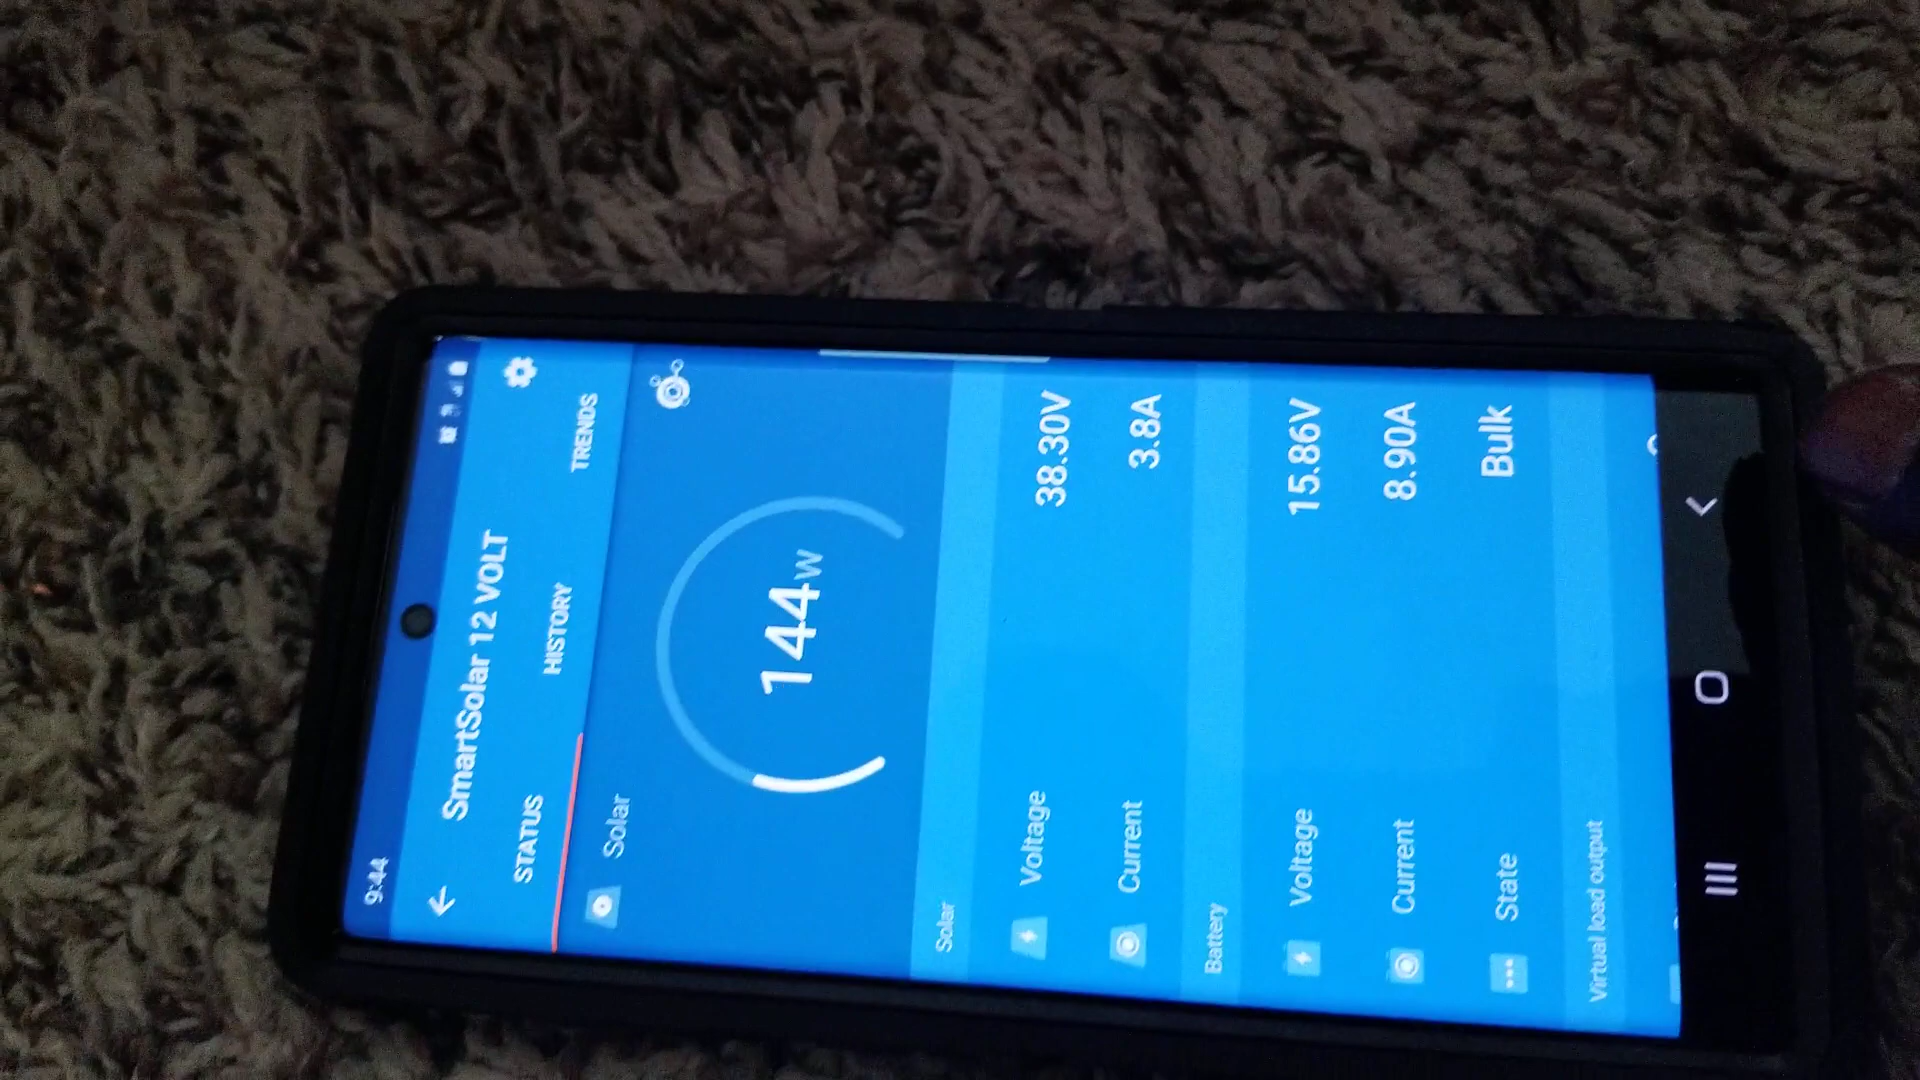 9:44
SmartSolar 12 VOLT
STATUS HISTORY TRENDS
Solar
144W
Solar
Voltage 38.30V
Current 3.8A
Battery
Voltage 15.86V
Current 8.90A
State Bulk
Virtual load output